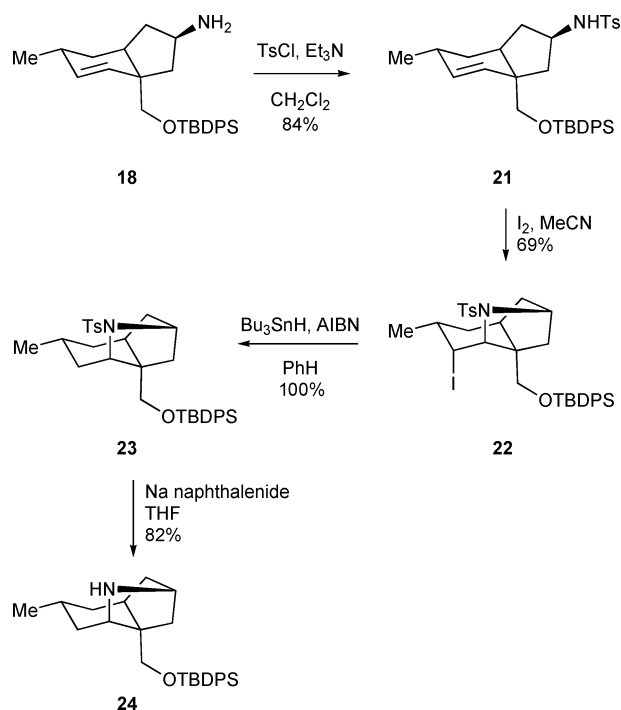 NH2
Me
OTBDPS
18
TsCl, Et3N
CH2Cl2
84%
NHTs
Me
OTBDPS
21
I2, MeCN
69%
TsN
Me
OTBDPS
23
Bu3SnH, AIBN
PhH
100%
TsN
Me
I
OTBDPS
22
Na naphthalenide
THF
82%
HN
Me
OTBDPS
24